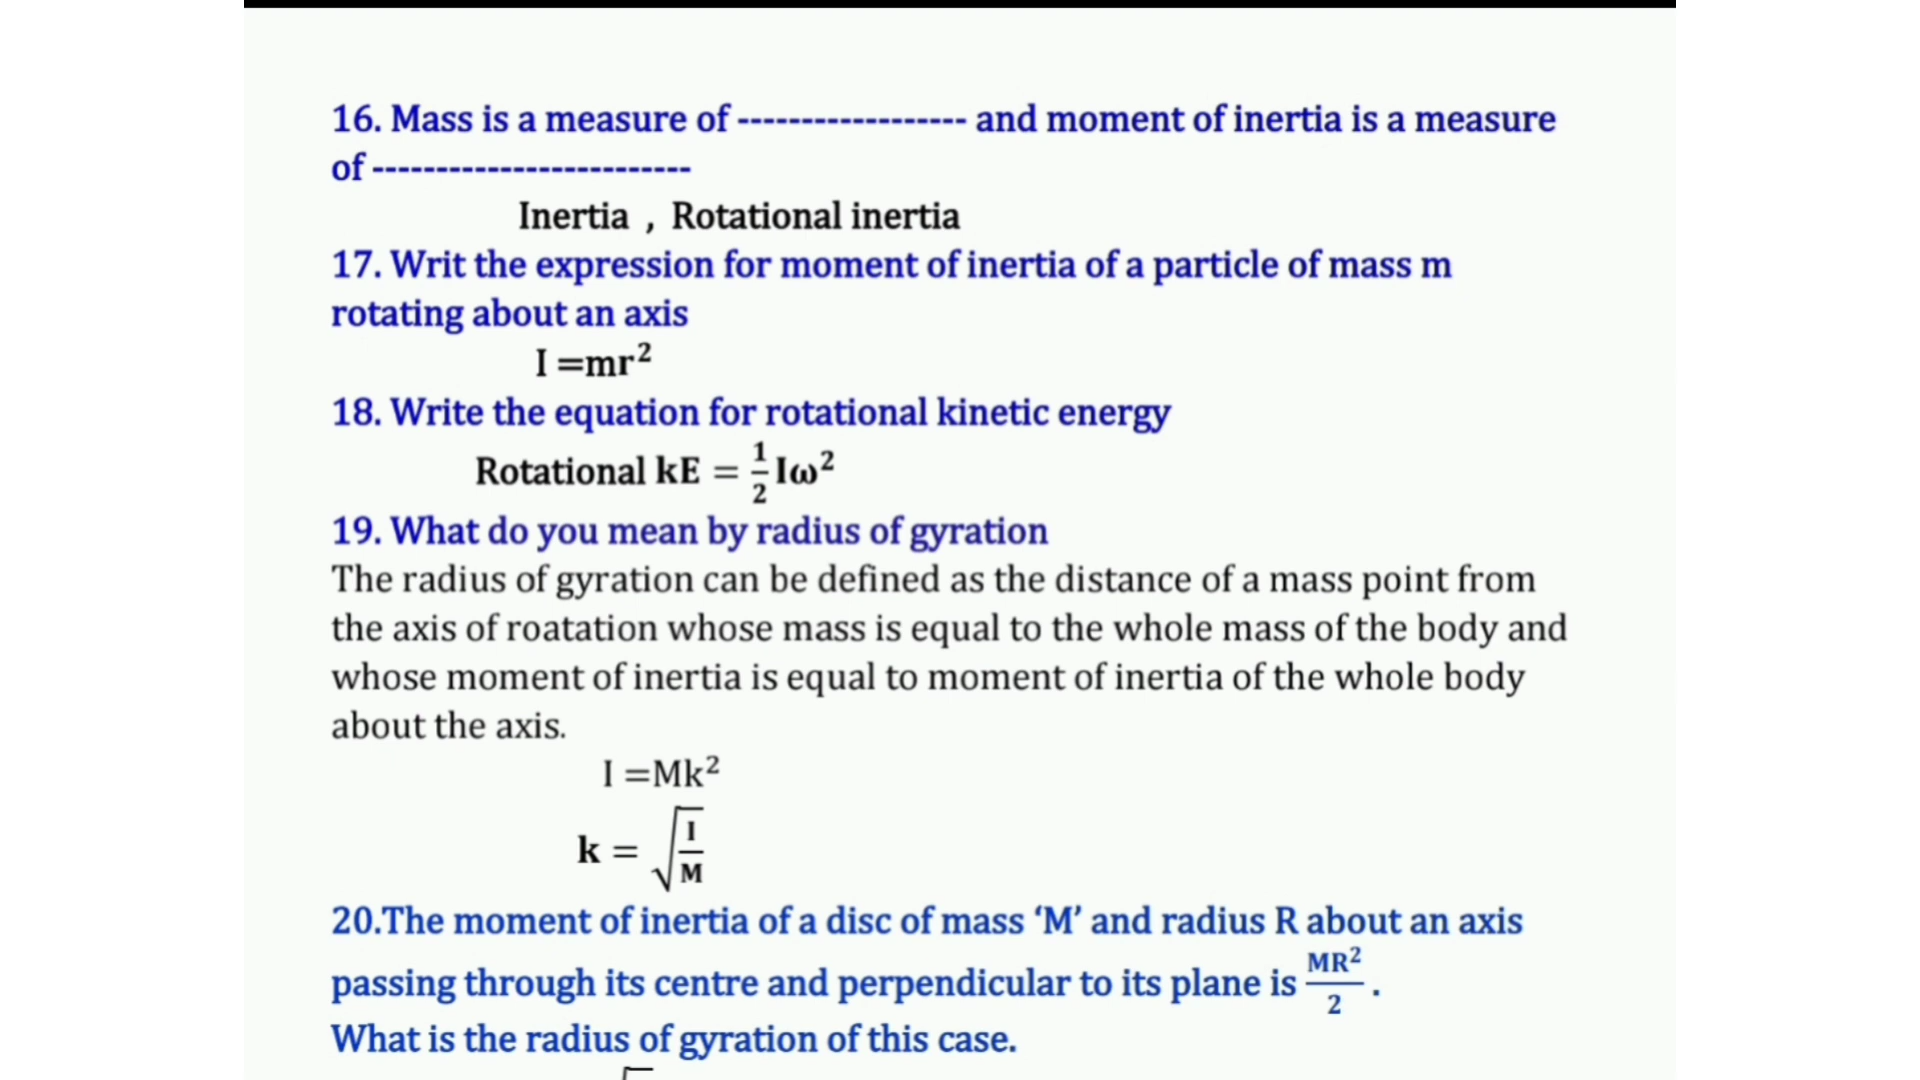 16. Mass is a measure of ------------------ and moment of inertia is a measure
of -------------------------
Inertia , Rotational inertia
17. Writ the expression for moment of inertia of a particle of mass m
rotating about an axis
I =mr²
18. Write the equation for rotational kinetic energy
Rotational kE = 1/2 Iω²
19. What do you mean by radius of gyration
The radius of gyration can be defined as the distance of a mass point from
the axis of roatation whose mass is equal to the whole mass of the body and
whose moment of inertia is equal to moment of inertia of the whole body
about the axis.
I =Mk²
k = √(I/M)
20.The moment of inertia of a disc of mass ‘M’ and radius R about an axis
passing through its centre and perpendicular to its plane is MR²/2 .
What is the radius of gyration of this case.